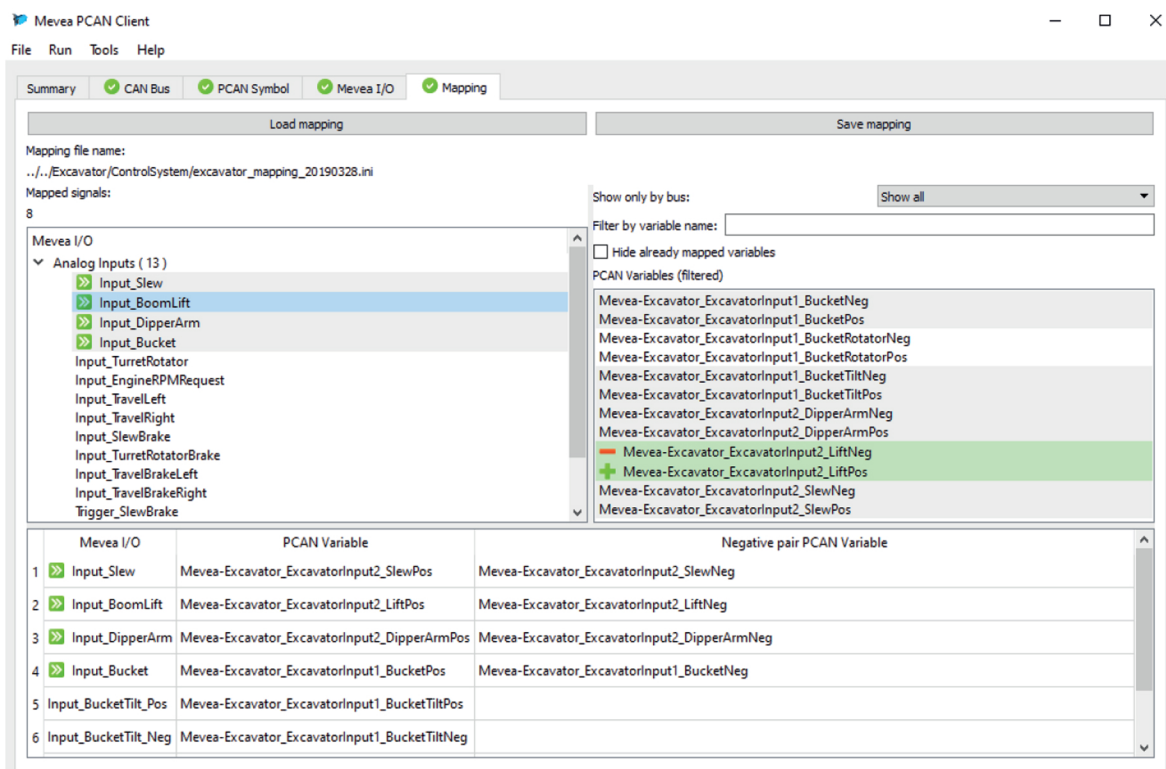 Mevea PCAN Client
File Run Tools Help
Summary CAN Bus PCAN Symbol Mevea I/O Mapping
Load mapping Save mapping
Mapping file name:
../../Excavator/ControlSystem/excavator_mapping_20190328.ini
Mapped signals:
8
Show only by bus: Show all
Filter by variable name:
Hide already mapped variables
PCAN Variables (filtered)
Mevea I/O
Analog Inputs ( 13 )
Input_Slew
Input_BoomLift
Input_DipperArm
Input_Bucket
Input_TurretRotator
Input_EngineRPMRequest
Input_TravelLeft
Input_TravelRight
Input_SlewBrake
Input_TurretRotatorBrake
Input_TravelBrakeLeft
Input_TravelBrakeRight
Trigger_SlewBrake
Mevea-Excavator_ExcavatorInput1_BucketNeg
Mevea-Excavator_ExcavatorInput1_BucketPos
Mevea-Excavator_ExcavatorInput1_BucketRotatorNeg
Mevea-Excavator_ExcavatorInput1_BucketRotatorPos
Mevea-Excavator_ExcavatorInput1_BucketTiltNeg
Mevea-Excavator_ExcavatorInput1_BucketTiltPos
Mevea-Excavator_ExcavatorInput2_DipperArmNeg
Mevea-Excavator_ExcavatorInput2_DipperArmPos
Mevea-Excavator_ExcavatorInput2_LiftNeg
Mevea-Excavator_ExcavatorInput2_LiftPos
Mevea-Excavator_ExcavatorInput2_SlewNeg
Mevea-Excavator_ExcavatorInput2_SlewPos
Mevea I/O PCAN Variable Negative pair PCAN Variable
1 Input_Slew Mevea-Excavator_ExcavatorInput2_SlewPos Mevea-Excavator_ExcavatorInput2_SlewNeg
2 Input_BoomLift Mevea-Excavator_ExcavatorInput2_LiftPos Mevea-Excavator_ExcavatorInput2_LiftNeg
3 Input_DipperArm Mevea-Excavator_ExcavatorInput2_DipperArmPos Mevea-Excavator_ExcavatorInput2_DipperArmNeg
4 Input_Bucket Mevea-Excavator_ExcavatorInput1_BucketPos Mevea-Excavator_ExcavatorInput1_BucketNeg
5 Input_BucketTilt_Pos Mevea-Excavator_ExcavatorInput1_BucketTiltPos
6 Input_BucketTilt_Neg Mevea-Excavator_ExcavatorInput1_BucketTiltNeg